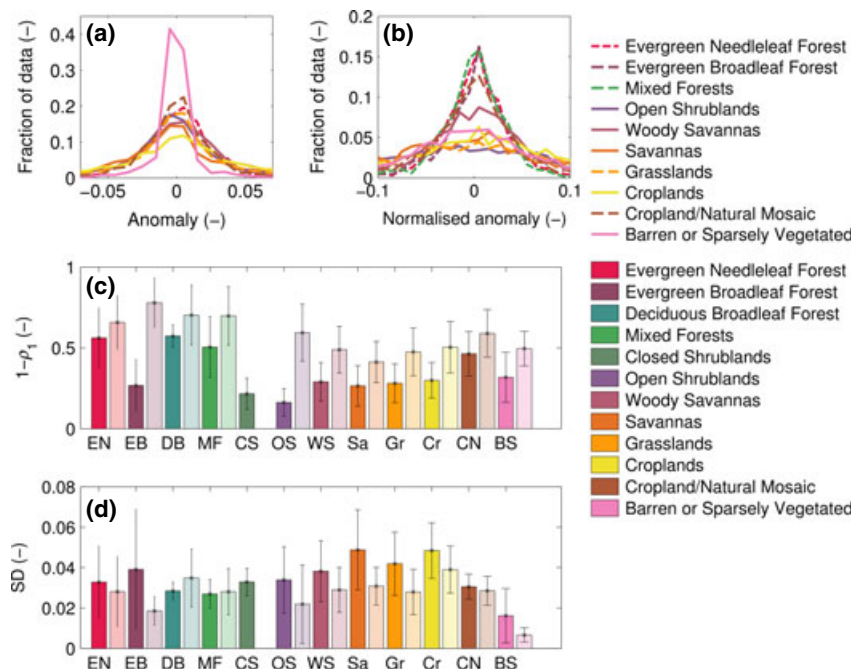 (a)
Fraction of data (–)
0.4
0.3
0.2
0.1
0
−0.05 0 0.05
Anomaly (–)
(b)
Fraction of data (–)
0.2
0.15
0.1
0.05
0
−0.1 0 0.1
Normalised anomaly (–)
Evergreen Needleleaf Forest
Evergreen Broadleaf Forest
Mixed Forests
Open Shrublands
Woody Savannas
Savannas
Grasslands
Croplands
Cropland/Natural Mosaic
Barren or Sparsely Vegetated
(c)
1−ρ1 (–)
1
0.5
0
EN EB DB MF CS OS WS Sa Gr Cr CN BS
Evergreen Needleleaf Forest
Evergreen Broadleaf Forest
Deciduous Broadleaf Forest
Mixed Forests
Closed Shrublands
Open Shrublands
Woody Savannas
Savannas
Grasslands
Croplands
Cropland/Natural Mosaic
Barren or Sparsely Vegetated
(d)
SD (–)
0.08
0.06
0.04
0.02
0
EN EB DB MF CS OS WS Sa Gr Cr CN BS